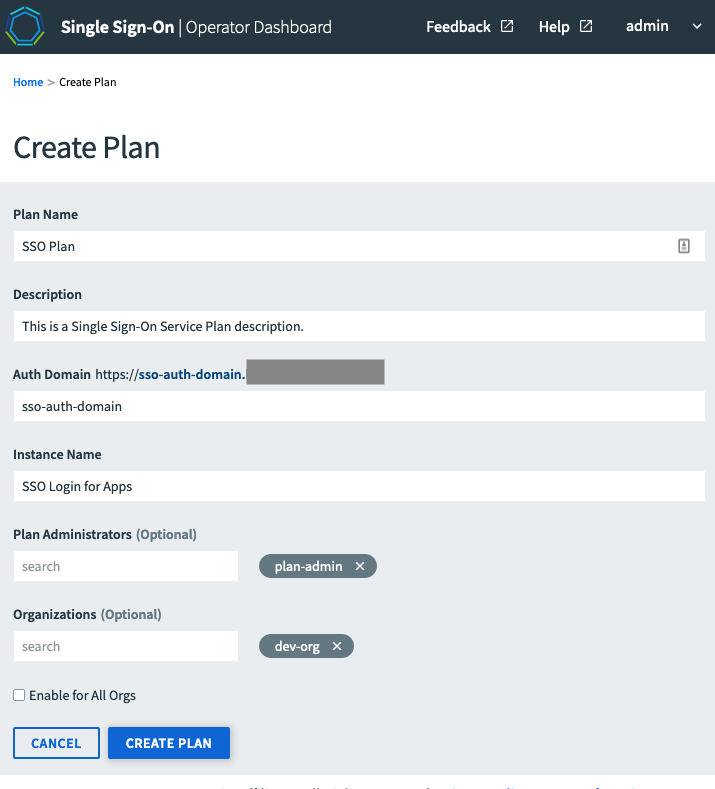 Single Sign-On | Operator Dashboard Feedback Help admin
Home > Create Plan
Create Plan
Plan Name
SSO Plan
Description
This is a Single Sign-On Service Plan description.
Auth Domain https://sso-auth-domain.
sso-auth-domain
Instance Name
SSO Login for Apps
Plan Administrators (Optional)
search plan-admin ×
Organizations (Optional)
search dev-org ×
Enable for All Orgs
CANCEL CREATE PLAN